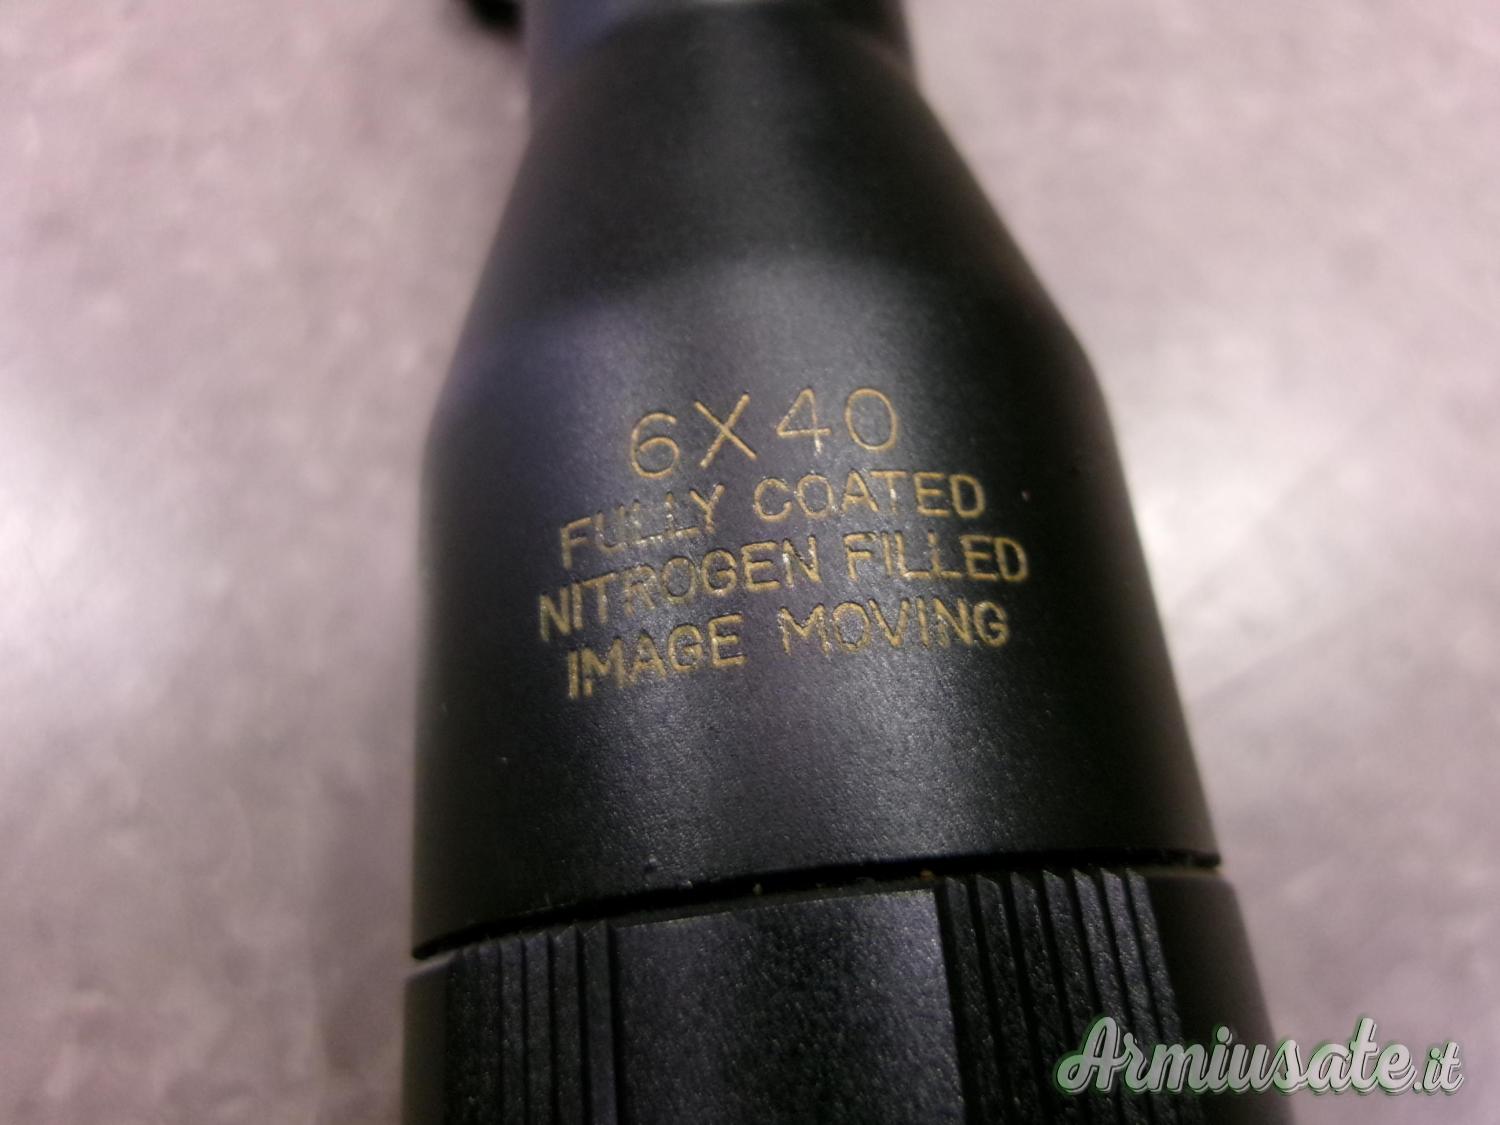 6X40
FULLY COATED
NITROGEN FILLED
IMAGE MOVING
Armiusate.it